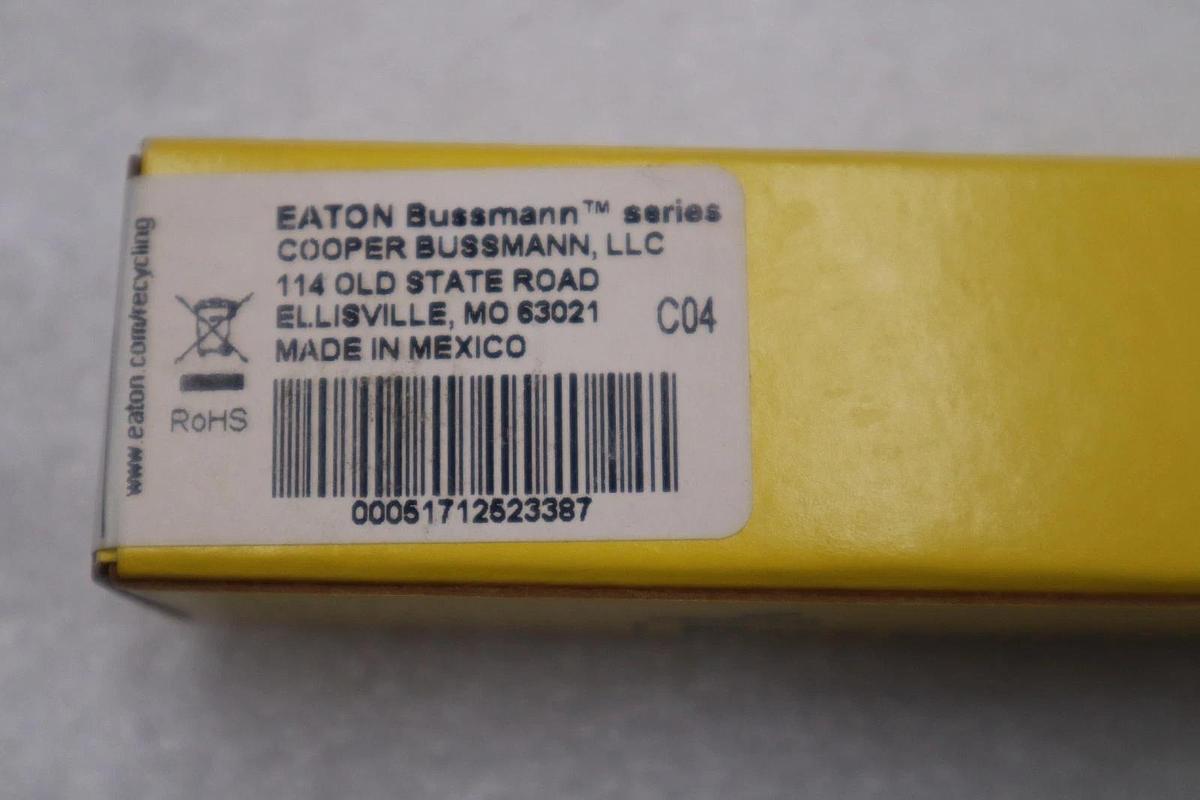 EATON Bussmann™ series
COOPER BUSSMANN, LLC
114 OLD STATE ROAD
ELLISVILLE, MO 63021
C04
MADE IN MEXICO
RoHS
www.eaton.com/recycling
00051712523387